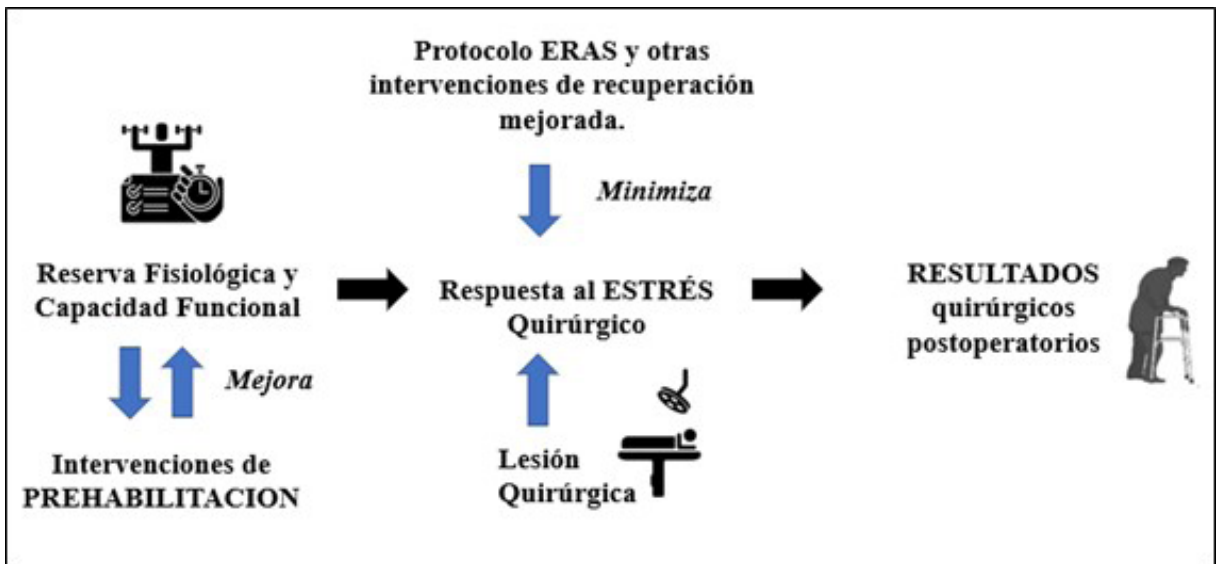 Protocolo ERAS y otras
intervenciones de recuperación
mejorada.
Minimiza
Reserva Fisiológica y
Capacidad Funcional
Respuesta al ESTRÉS
Quirúrgico
RESULTADOS
quirúrgicos
postoperatorios
Mejora
Intervenciones de
PREHABILITACION
Lesión
Quirúrgica